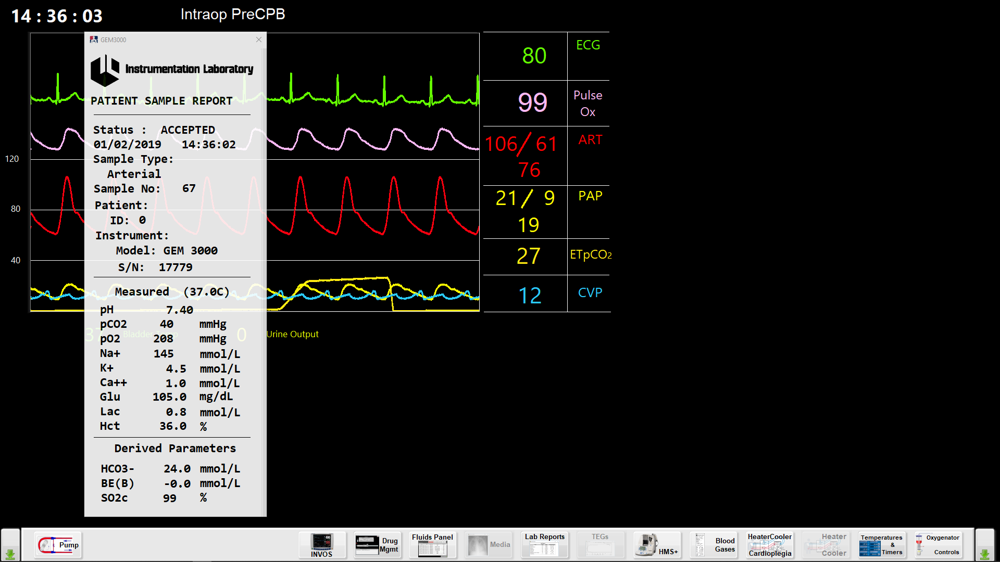 14 : 36 : 03
Intraop PreCPB
GEM3000
Instrumentation Laboratory
PATIENT SAMPLE REPORT
Status : ACCEPTED
01/02/2019 14:36:02
Sample Type:
Arterial
Sample No: 67
Patient:
ID: 0
Instrument:
Model: GEM 3000
S/N: 17779
Measured (37.0C)
pH 7.40
pCO2 40 mmHg
pO2 208 mmHg
Na+ 145 mmol/L
K+ 4.5 mmol/L
Ca++ 1.0 mmol/L
Glu 105.0 mg/dL
Lac 0.8 mmol/L
Hct 36.0 %
Derived Parameters
HCO3- 24.0 mmol/L
BE(B) -0.0 mmol/L
SO2c 99 %
120
80
40
37 Bladder Temp 0 Urine Output
80 ECG
99 Pulse Ox
106/ 61 ART
76
21/ 9 PAP
19
27 ETpCO2
12 CVP
Pump
INVOS
Drug Mgmt
Fluids Panel
Media
Lab Reports
TEGs
HMS+
Blood Gases
HeaterCooler
Cardioplegia
Heater Cooler
Temperatures & Timers
Oxygenator Controls